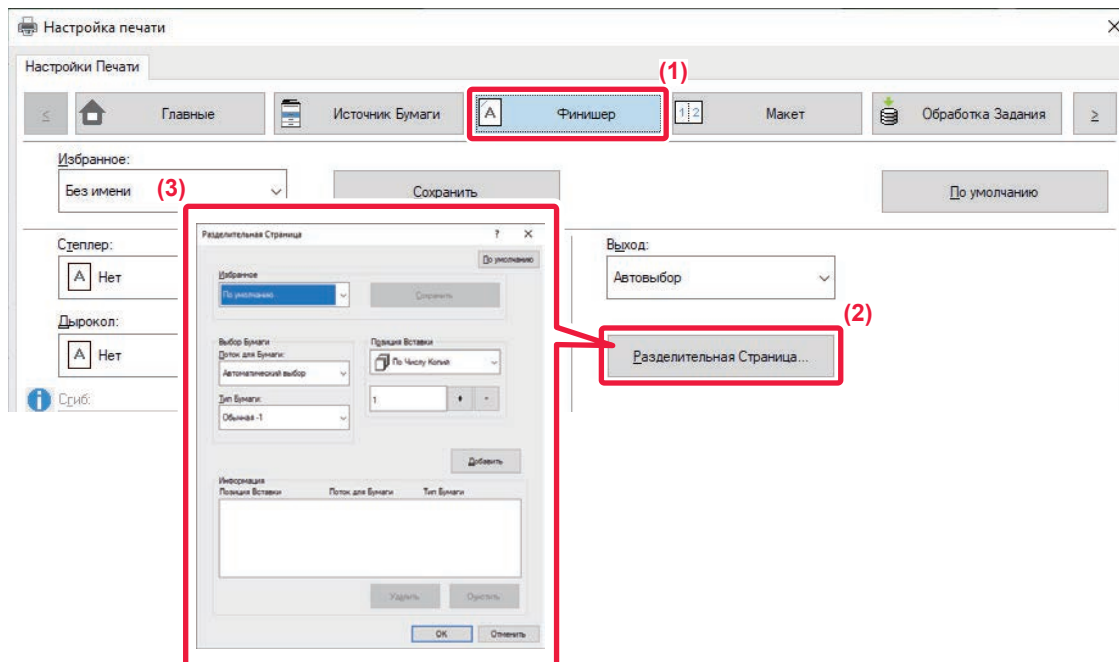 Настройка печати
Настройки Печати
(1)
Главные
Источник Бумаги
Финишер
Макет
Обработка Задания
Избранное:
Без имени
(3)
Сохранить
По умолчанию
Степлер:
Нет
Дырокол:
Нет
Сгиб:
Разделительная Страница
По умолчанию
Избранное
По умолчанию
Сохранить
Выбор Бумаги
Лоток для Бумаги:
Автоматический выбор
Тип Бумаги:
Обычная -1
Позиция Вставки
По Числу Копий
1
Добавить
Информация
Позиция Вставки Лоток для Бумаги Тип Бумаги
Удалить Очистить
OK Отменить
Выход:
Автовыбор
(2)
Разделительная Страница...